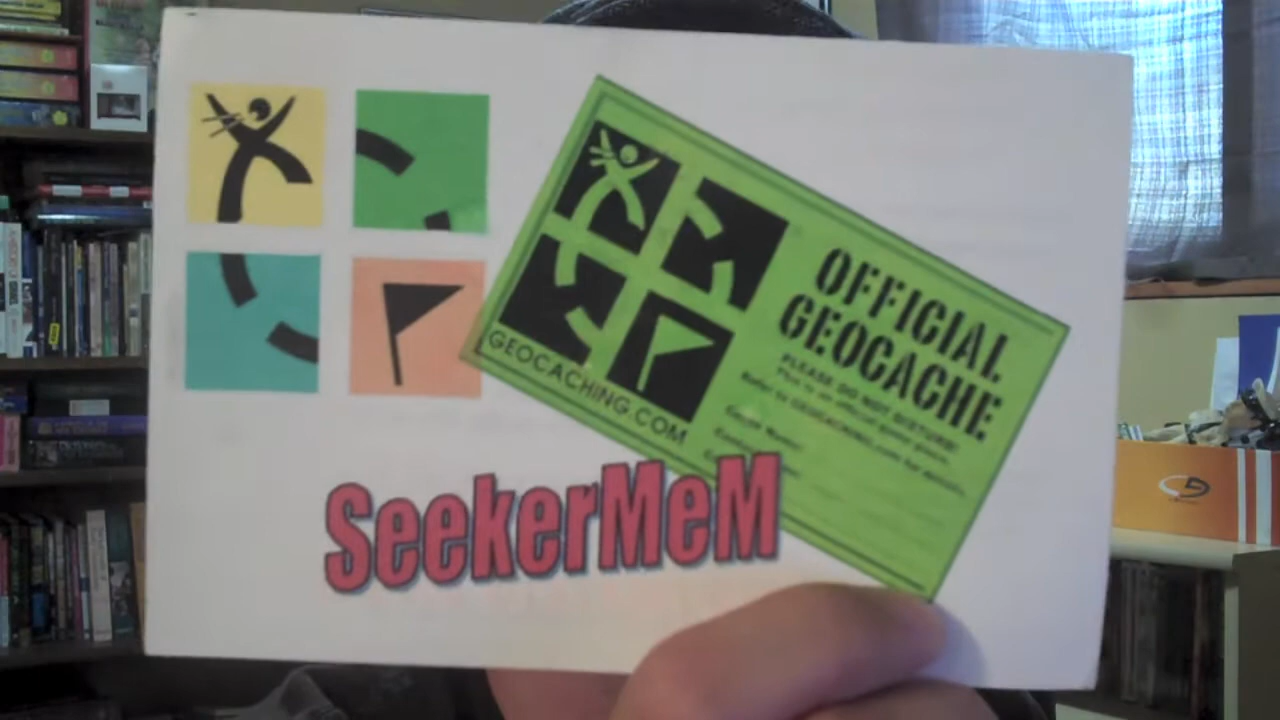 OFFICIAL
GEOCACHE
PLEASE DO NOT DISTURB!
GEOCACHING.COM
SeekerMeM